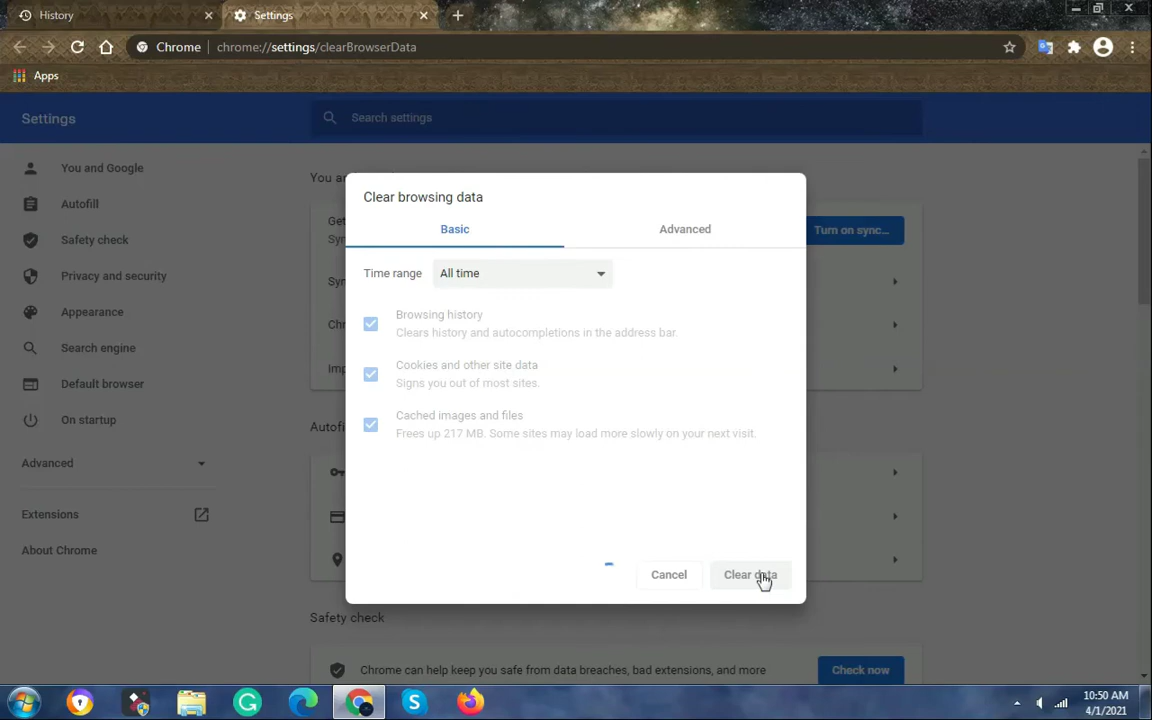 History
Settings
Chrome
chrome://settings/clearBrowserData
Apps
Settings
Search settings
You and Google
Autofill
Safety check
Privacy and security
Appearance
Search engine
Default browser
On startup
Advanced
Extensions
About Chrome
Turn on sync...
Clear browsing data
Basic
Advanced
Time range
All time
Browsing history
Clears history and autocompletions in the address bar.
Cookies and other site data
Signs you out of most sites.
Cached images and files
Frees up 217 MB. Some sites may load more slowly on your next visit.
Cancel
Clear data
Safety check
Chrome can help keep you safe from data breaches, bad extensions, and more
Check now
10:50 AM
4/1/2021